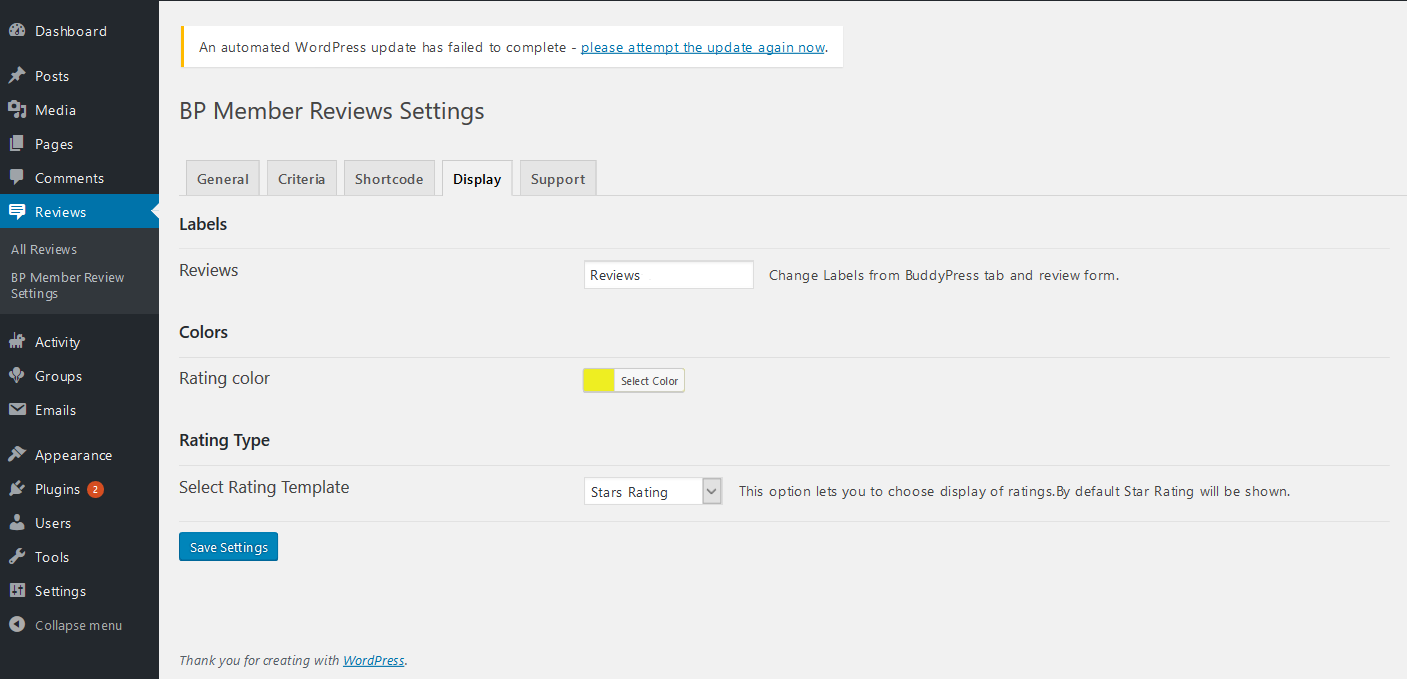 Dashboard
Posts
Media
Pages
Comments
Reviews
All Reviews
BP Member Review
Settings
Activity
Groups
Emails
Appearance
Plugins 2
Users
Tools
Settings
Collapse menu
An automated WordPress update has failed to complete - please attempt the update again now.
BP Member Reviews Settings
General Criteria Shortcode Display Support
Labels
Reviews Reviews Change Labels from BuddyPress tab and review form.
Colors
Rating color Select Color
Rating Type
Select Rating Template Stars Rating This option lets you to choose display of ratings.By default Star Rating will be shown.
Save Settings
Thank you for creating with WordPress.